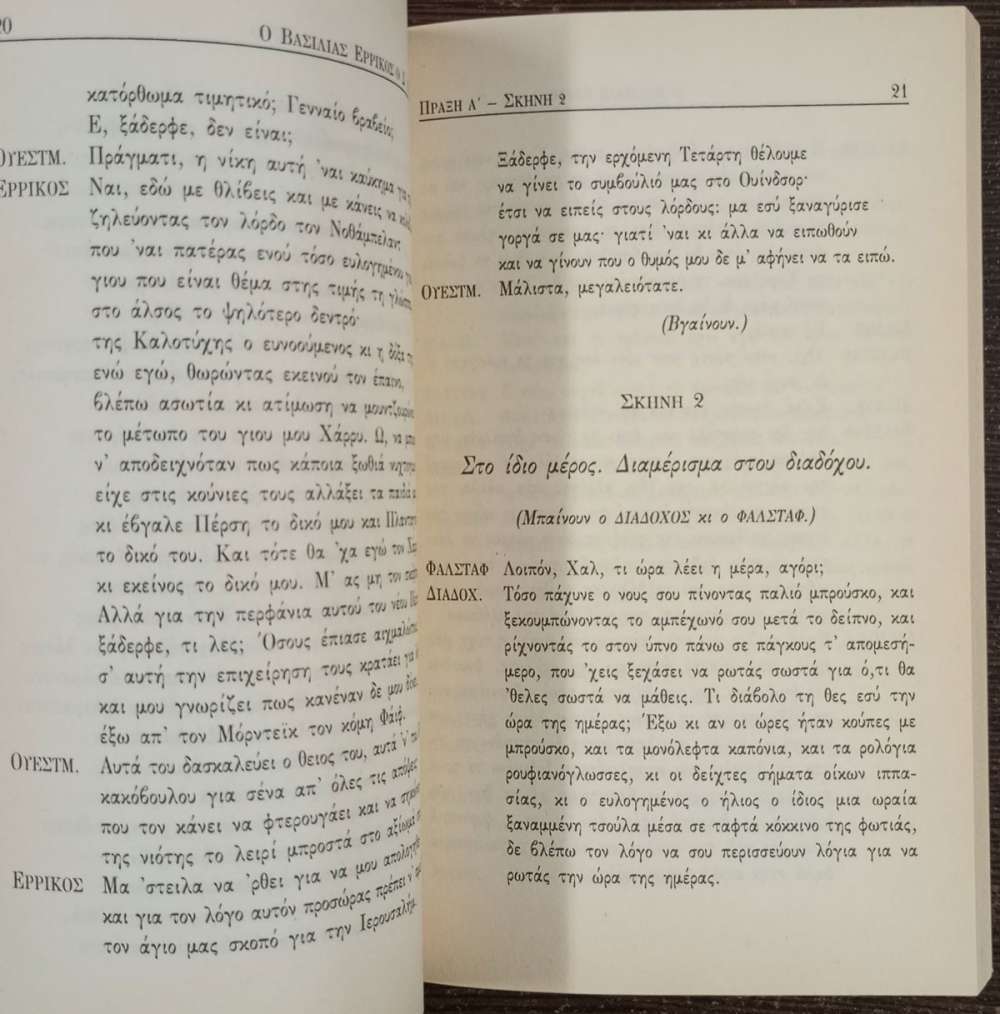 20
Ο ΒΑΣΙΛΙΑΣ ΕΡΡΙΚΟΣ
κατόρθωμα τιμητικό; Γενναίο βραβείο;
Ε, ξάδερφε, δεν είναι;
ΟΥΕΣΤΜ. Πράγματι, η νίκη αυτή 'ναι καύχημα για
ΕΡΡΙΚΟΣ Ναι, εδώ με θλίβεις και με κάνεις να
ζηλεύοντας τον λόρδο τον Νοθάμπελαντ
που 'ναι πατέρας ενού τόσο ευλογημένου
γιου που είναι θέμα στης τιμής τη γλώσσα,
στο άλσος το ψηλότερο δεντρό·
της Καλοτύχης ο ευνοούμενος κι η δόξα της
ενώ εγώ, θωρώντας εκεινού τον έπαινο,
βλέπω ασωτία κι ατίμωση να
το μέτωπο του γιου μου Χάρρυ. Ω, να
ν' αποδειχνόταν πως κάποια ξωθιά
είχε στις κούνιες τους αλλάξει τα παιδιά
κι έβγαλε Πέρση το δικό μου και
το δικό του. Και τότε θα 'χα εγώ τον
κι εκείνος το δικό μου. Μ' ας μη τον
Αλλά για την περφάνια αυτού του νέου
ξάδερφε, τι λες; Όσους έπιασε
σ' αυτή την επιχείρηση τους κρατάει για
και μου γνωρίζει πως κανέναν δε μου
έξω απ' τον Μόρντεϊκ τον κόμη Φάιφ.
ΟΥΕΣΤΜ. Αυτά του δασκαλεύει ο θειος του, αυτά 'ν'
κακόβουλου για σένα απ' όλες τις απόψεις
που τον κάνει να φτερουγάει και να
της νιότης το λειρί μπροστά στο αξίωμα
ΕΡΡΙΚΟΣ Μα 'στειλα να 'ρθει για να μου απολογηθεί
και για τον λόγο αυτόν προσώρας πρέπει ν'
τον άγιο μας σκοπό για την Ιερουσαλήμ.
ΠΡΑΞΗ Α΄ – ΣΚΗΝΗ 2
21
Ξάδερφε, την ερχόμενη Τετάρτη θέλουμε
να γίνει το συμβούλιό μας στο Ουίνδσορ·
έτσι να ειπείς στους λόρδους: μα εσύ ξαναγύρισε
γοργά σε μας· γιατί 'ναι κι άλλα να ειπωθούν
και να γίνουν που ο θυμός μου δε μ' αφήνει να τα ειπώ.
ΟΥΕΣΤΜ. Μάλιστα, μεγαλειότατε.
(Βγαίνουν.)
ΣΚΗΝΗ 2
Στο ίδιο μέρος. Διαμέρισμα στου διαδόχου.
(Μπαίνουν ο ΔΙΑΔΟΧΟΣ κι ο ΦΑΛΣΤΑΦ.)
ΦΑΛΣΤΑΦ Λοιπόν, Χαλ, τι ώρα λέει η μέρα, αγόρι;
ΔΙΑΔΟΧ. Τόσο πάχυνε ο νους σου πίνοντας παλιό μπρούσκο, και
ξεκουμπώνοντας το αμπέχωνό σου μετά το δείπνο, και
ρίχνοντάς το στον ύπνο πάνω σε πάγκους τ' απομεσή-
μερο, που 'χεις ξεχάσει να ρωτάς σωστά για ό,τι θα
'θελες σωστά να μάθεις. Τι διάβολο τη θες εσύ την
ώρα της ημέρας; Έξω κι αν οι ώρες ήταν κούπες με
μπρούσκο, και τα μονόλεφτα καπόνια, και τα ρολόγια
ρουφιανόγλωσσες, κι οι δείχτες σήματα οίκων ιππα-
σίας, κι ο ευλογημένος ο ήλιος ο ίδιος μια ωραία
ξαναμμένη τσούλα μέσα σε ταφτά κόκκινο της φωτιάς,
δε βλέπω τον λόγο να σου περισσεύουν λόγια για να
ρωτάς την ώρα της ημέρας.